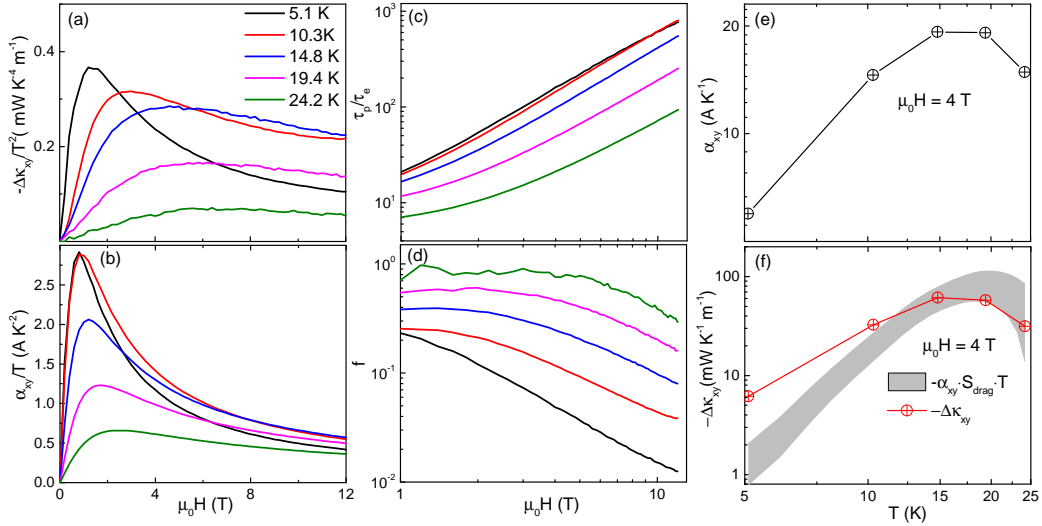 (a)
5.1 K
10.3K
14.8 K
19.4 K
24.2 K
-Δκxy/T2( mW K-4 m-1)
0.4
0.2
(b)
αxy/T (A K-2)
2.5
2.0
1.5
1.0
0.5
0.0
0 4 8 12
μ0H (T)
(c)
τp/τe
103
102
101
(d)
f
100
10-1
10-2
1 10
μ0H (T)
(e)
αxy (A K-1)
20
10
μ0H = 4 T
(f)
−Δκxy(mW K-1 m-1)
100
10
1
μ0H = 4 T
-αxy·Sdrag·T
−Δκxy
5 10 15 20 25
T (K)